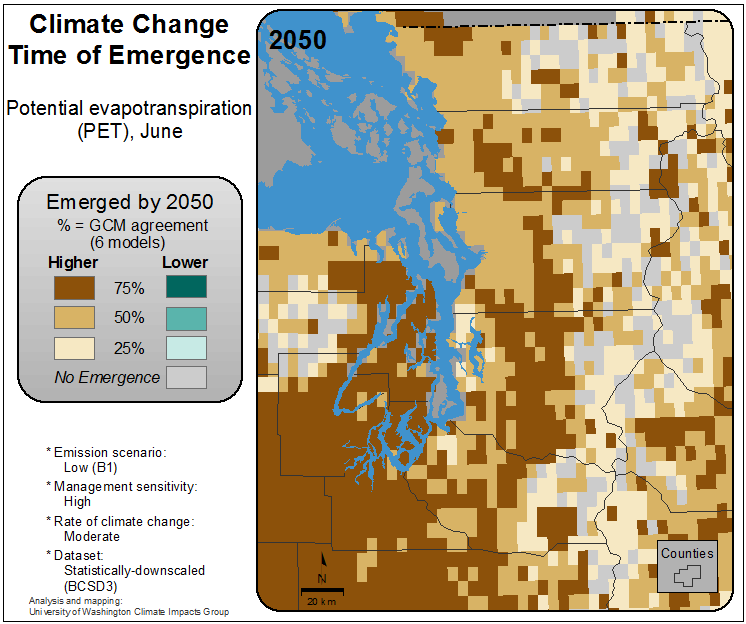 Climate Change
Time of Emergence
Potential evapotranspiration
(PET), June
Emerged by 2050
% = GCM agreement
(6 models)
Higher Lower
75%
50%
25%
No Emergence
* Emission scenario:
Low (B1)
* Management sensitivity:
High
* Rate of climate change:
Moderate
* Dataset:
Statistically-downscaled
(BCSD3)
Analysis and mapping:
University of Washington Climate Impacts Group
2050
N
20 km
Counties